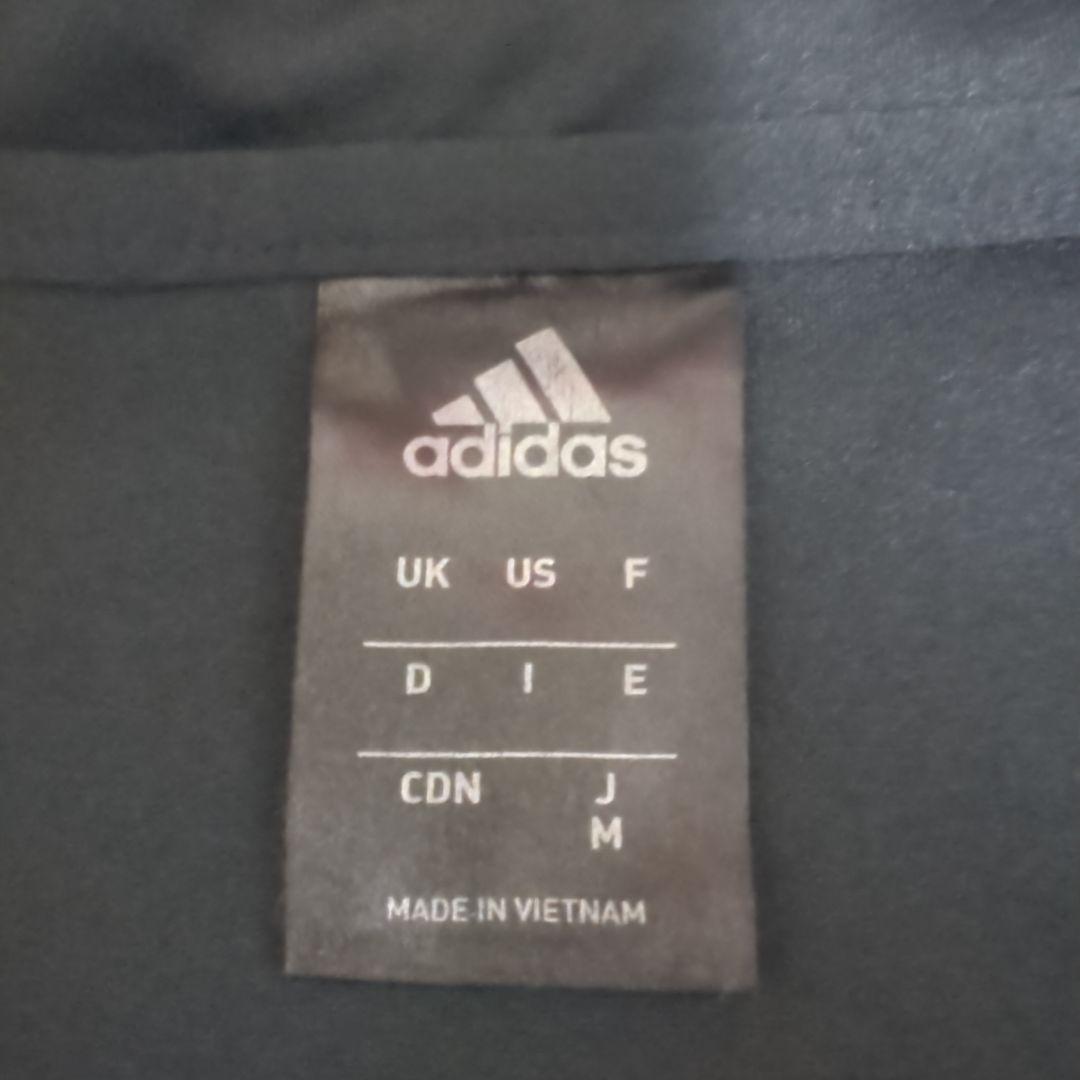 adidas
UK US F
D I E
CDN J
M
MADE IN VIETNAM